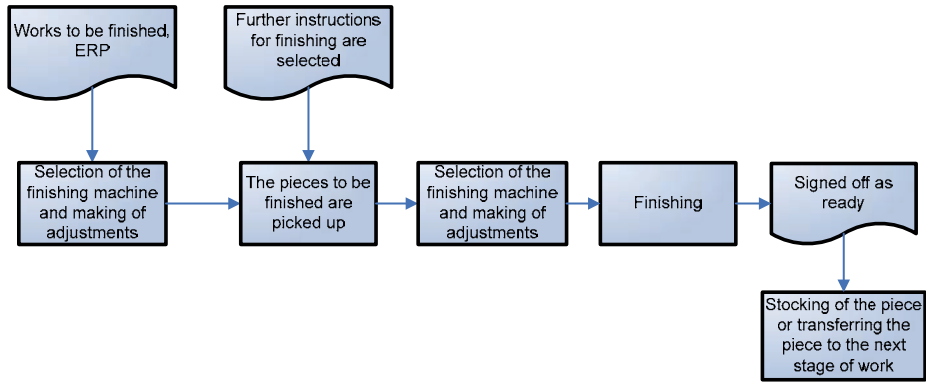 Works to be finished,
ERP
Further instructions
for finishing are
selected
Selection of the
finishing machine
and making of
adjustments
The pieces to be
finished are
picked up
Selection of the
finishing machine
and making of
adjustments
Finishing
Signed off as
ready
Stocking of the piece
or transferring the
piece to the next
stage of work